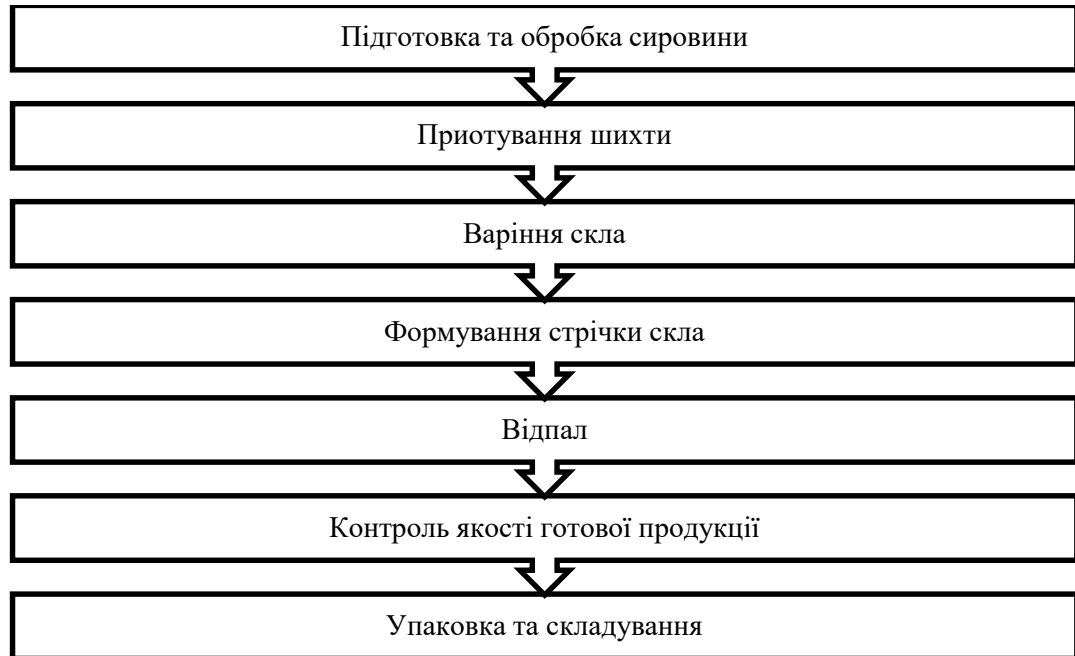 Підготовка та обробка сировини
Приотування шихти
Варіння скла
Формування стрічки скла
Відпал
Контроль якості готової продукції
Упаковка та складування